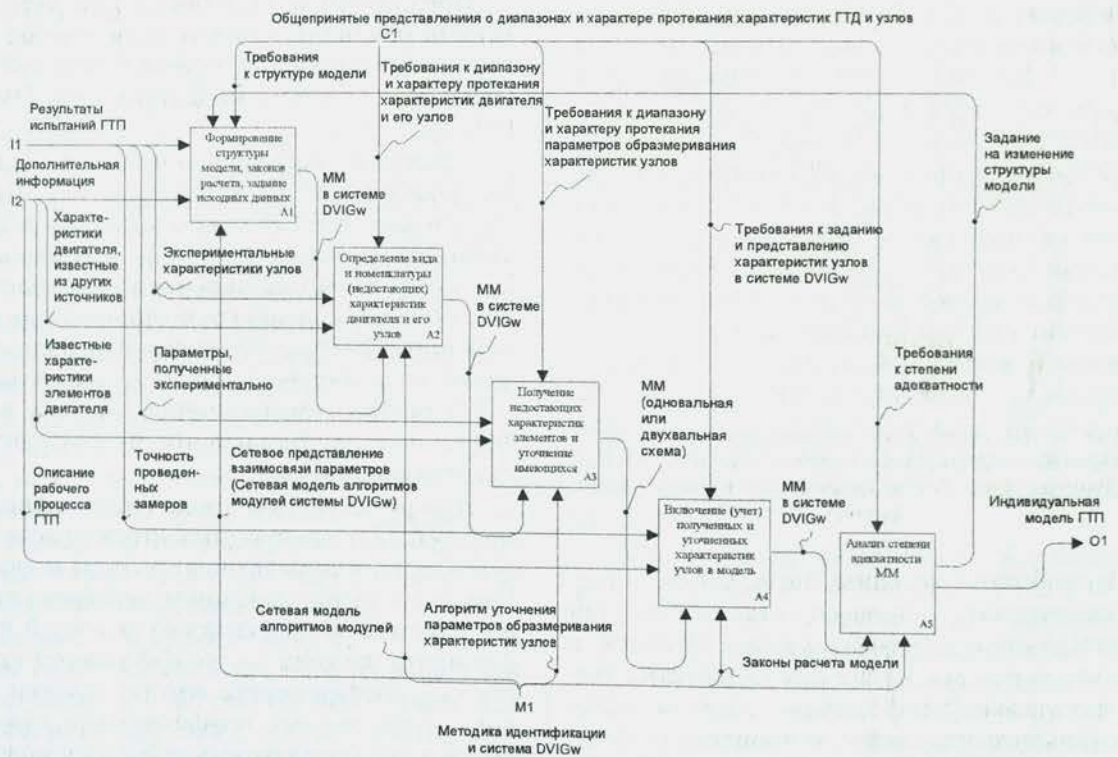 Общепринятые представления о диапазонах и характере протекания характеристик ГТД и узлов
C1
Требования
к структуре модели
Требования к диапазону
и характеру протекания
характеристик двигателя
и его узлов
Требования к диапазону
и характеру протекания
параметров образмеривания
характеристик узлов
Задание
на изменение
структуры
модели
Результаты
испытаний ГТП
I1
Дополнительная
информация
I2
Формирование
структуры
модели, законов
расчета, задание
исходных данных
A1
ММ
в системе
DVIGw
Характе-
ристики
двигателя,
известные
из других
источников
Экспериментальные
характеристики узлов
Определение вида
и номенклатуры
(недостающих)
характеристик
двигателя и его
узлов
A2
ММ
в системе
DVIGw
Требования к заданию
и представлению
характеристик узлов
в системе DVIGw
Известные
характе-
ристики
элементов
двигателя
Параметры,
полученные
экспериментально
Требования
к степени
адекватности
Получение
недостающих
характеристик
элементов и
уточнение
имеющихся
A3
ММ
(одновальная
или
двухвальная
схема)
Описание
рабочего
процесса
ГТП
Точность
проведен-
ных
замеров
Сетевое представление
взаимосвязи параметров
(Сетевая модель алгоритмов
модулей системы DVIGw)
Включение (учет)
полученных и
уточненных
характеристик
узлов в модель
A4
ММ
в системе
DVIGw
Анализ степени
адекватности
ММ
A5
Индивидуальная
модель ГТП
O1
Сетевая модель
алгоритмов модулей
Алгоритм уточнения
параметров образмеривания
характеристик узлов
Законы расчета модели
M1
Методика идентификации
и система DVIGw